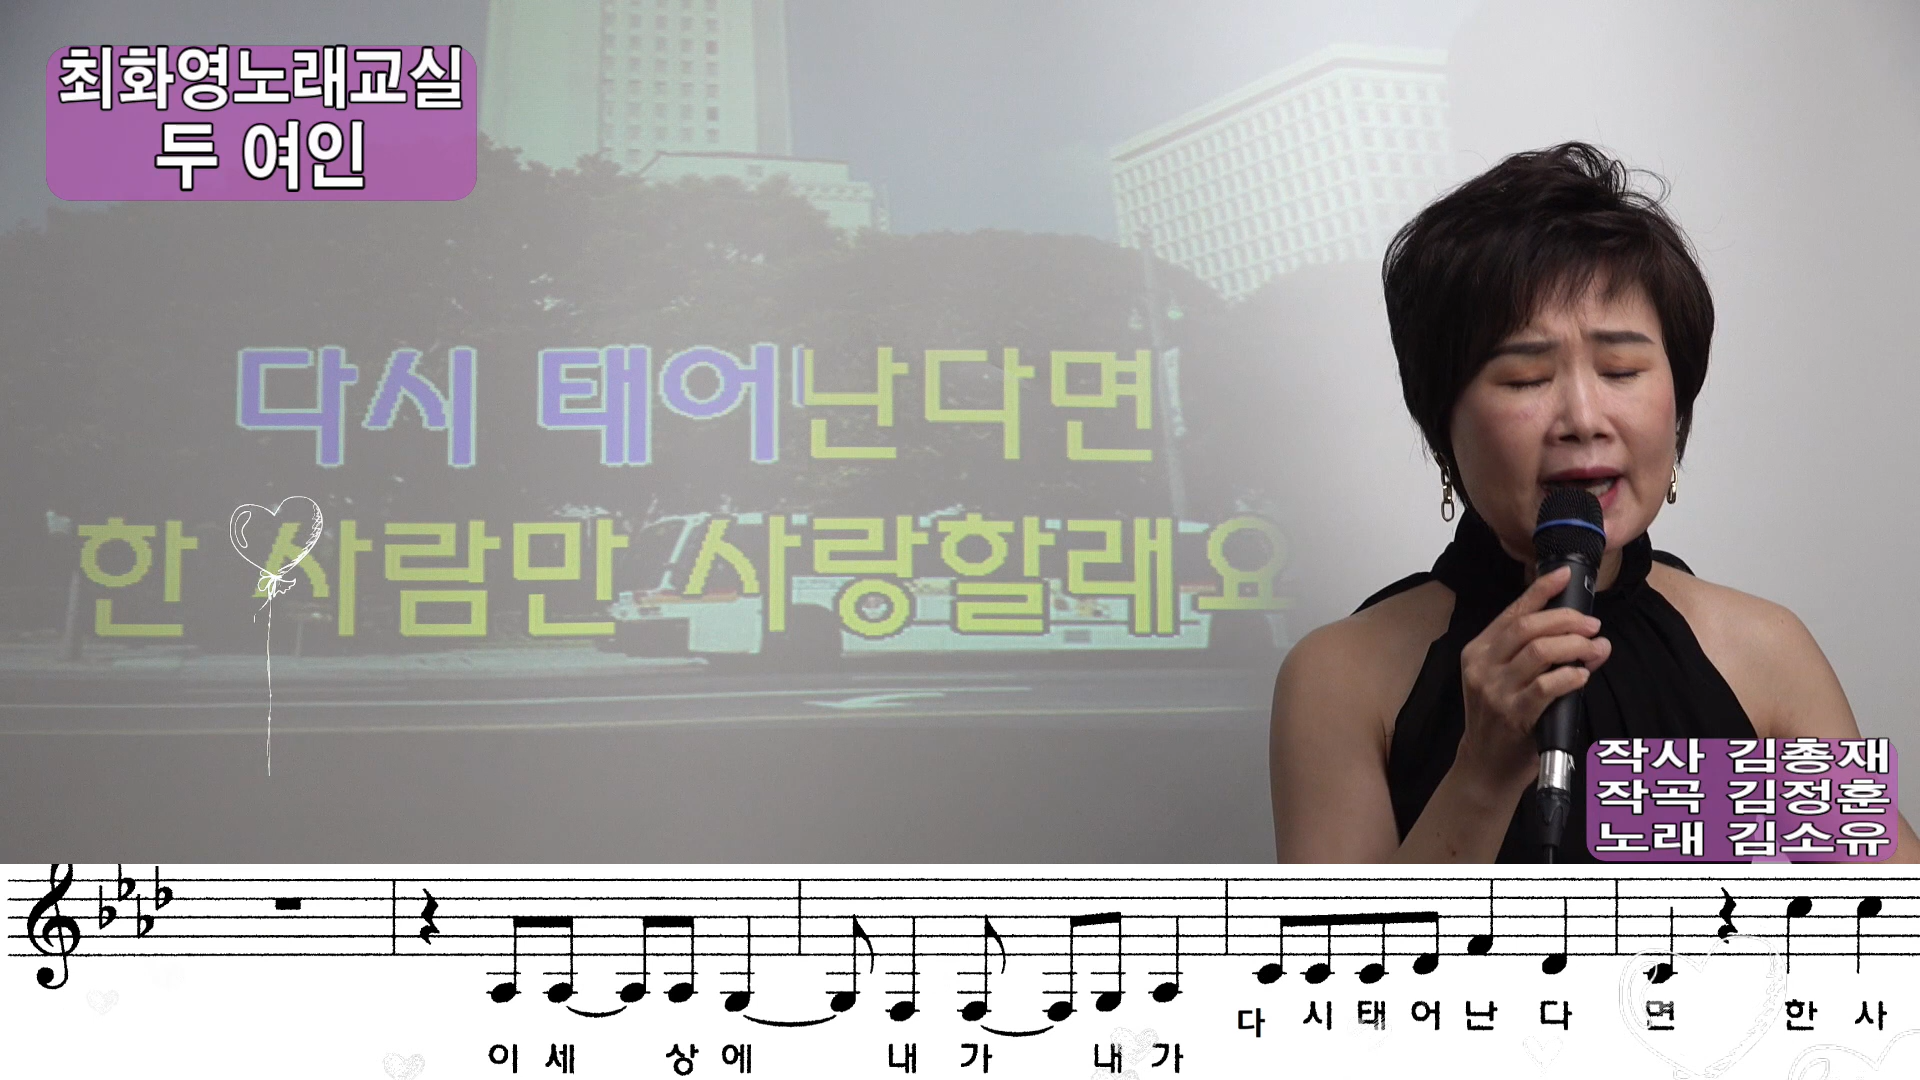 최화영노래교실
두 여인
다시 태어난다면
한 사람만 사랑할래요
작사 김총재
작곡 김정훈
노래 김소유
다 시 태 어 난 다 면 한 사
이 세 상 에 내 가 내 가